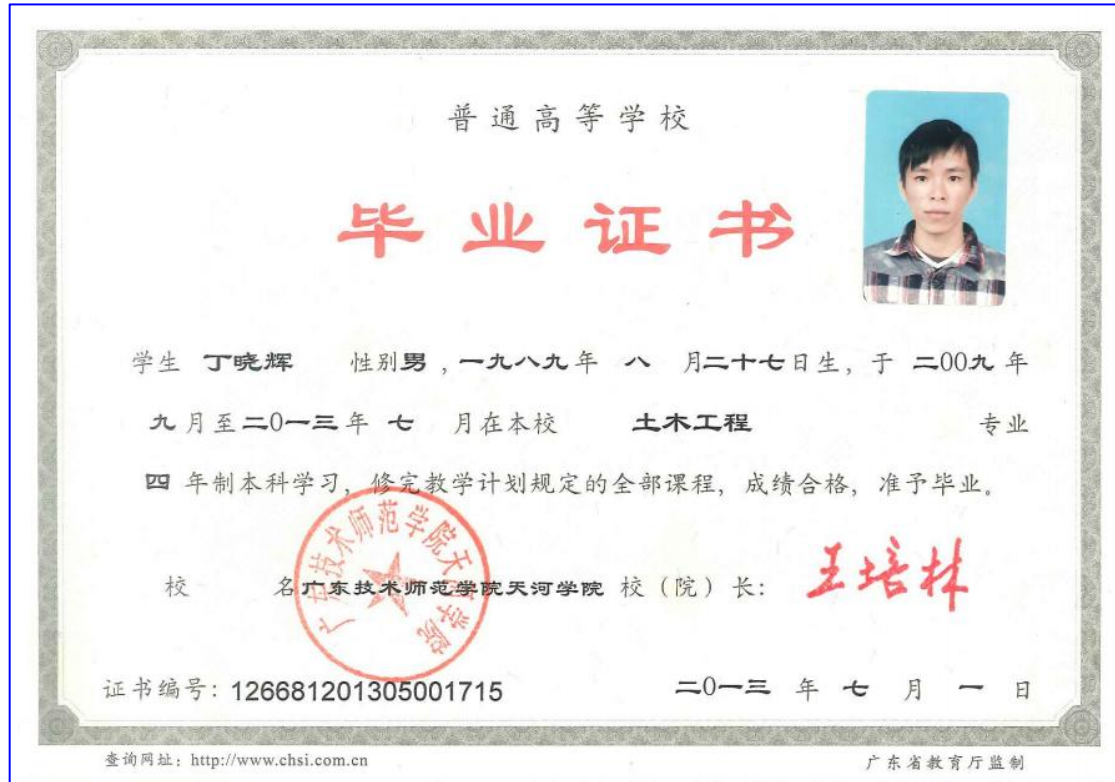 普通高等学校
毕业证书
学生 丁晓辉 性别男，一九八九年 八 月二十七日生，于 二00九年
九月至二0一三年 七 月在本校 土木工程 专业
四 年制本科学习，修完教学计划规定的全部课程，成绩合格，准予毕业。
广东技术师范学院天河学院
校 名广东技术师范学院天河学院 校（院）长：王培林
证书编号：126681201305001715 二0一三 年 七 月 一 日
查询网址：http://www.chsi.com.cn 广东省教育厅监制